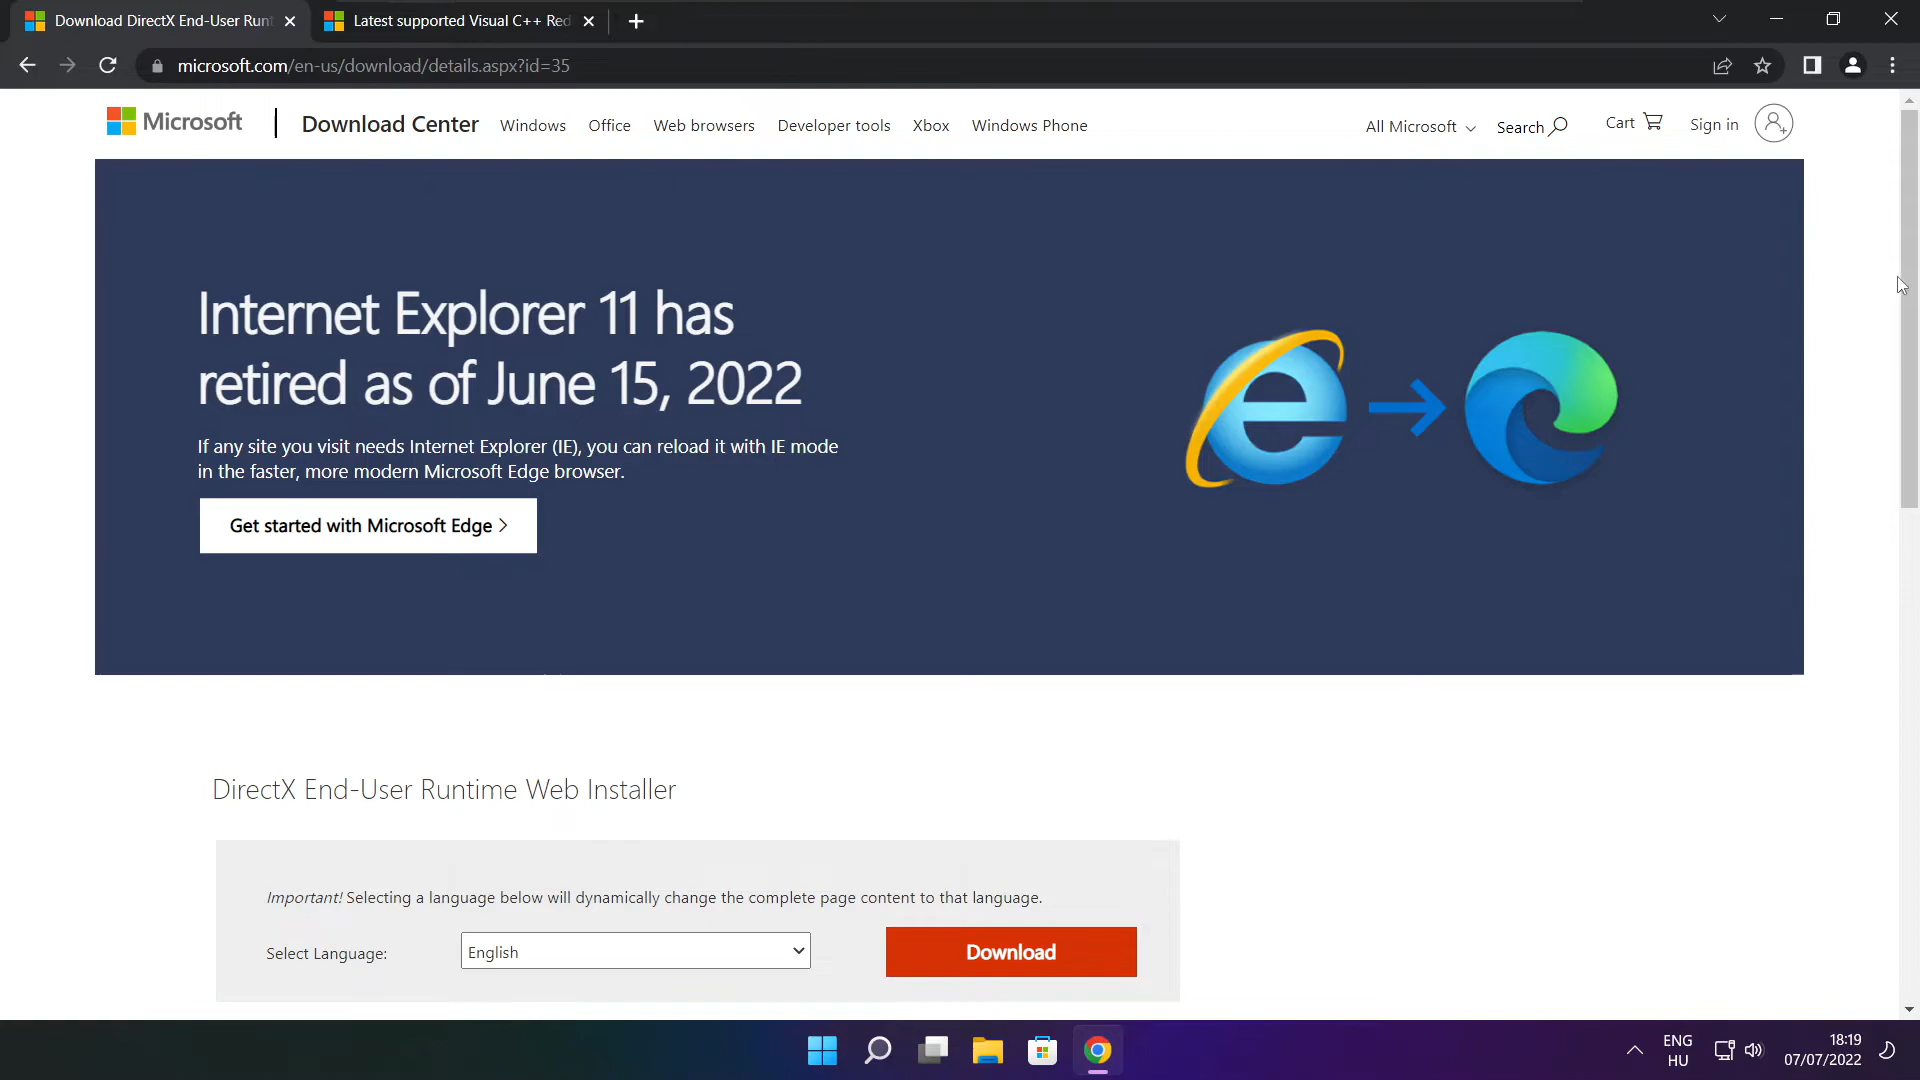 Download DirectX End-User Runt
Latest supported Visual C++ Red
microsoft.com/en-us/download/details.aspx?id=35
Microsoft
Download Center
Windows
Office
Web browsers
Developer tools
Xbox
Windows Phone
All Microsoft
Search
Cart
Sign in
Internet Explorer 11 has
retired as of June 15, 2022
If any site you visit needs Internet Explorer (IE), you can reload it with IE mode
in the faster, more modern Microsoft Edge browser.
Get started with Microsoft Edge >
DirectX End-User Runtime Web Installer
Important! Selecting a language below will dynamically change the complete page content to that language.
Select Language:
English
Download
ENG
HU
18:19
07/07/2022